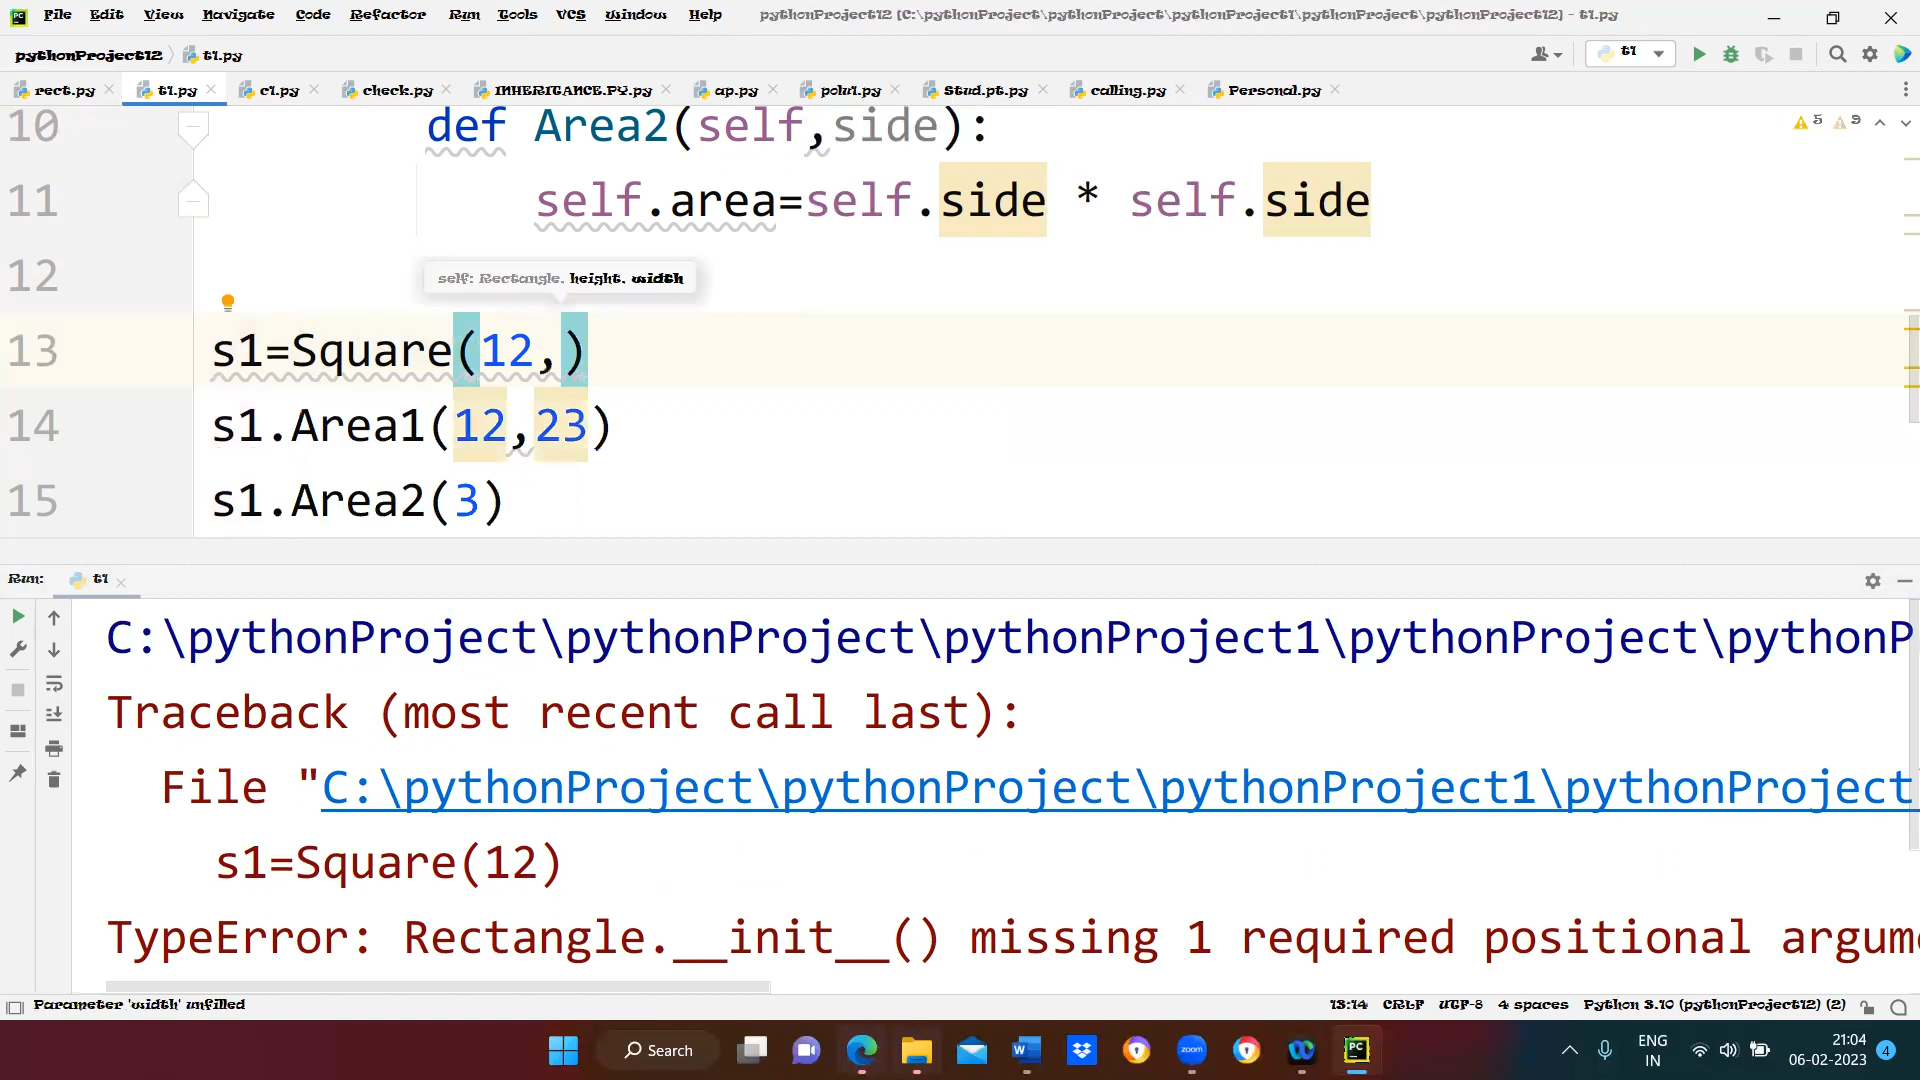 File Edit View Navigate Code Refactor Run Tools VCS Window Help pythonProject12 [C:\pythonProject\pythonProject\pythonProject1\pythonProject\pythonProject12] - t1.py
pythonProject12 t1.py t1
rect.py t1.py c1.py check.py INHERITANCE.PY.py ap.py polu1.py Stud.pt.py calling.py Personal.py
10 def Area2(self,side): 5 9
11 self.area=self.side * self.side
12
self: Rectangle, height, width
13 s1=Square(12,)
14 s1.Area1(12,23)
15 s1.Area2(3)
Run: t1
C:\pythonProject\pythonProject\pythonProject1\pythonProject\pythonP
Traceback (most recent call last):
File "C:\pythonProject\pythonProject\pythonProject1\pythonProject
s1=Square(12)
TypeError: Rectangle.__init__() missing 1 required positional argum
Parameter 'width' unfilled 13:14 CRLF UTF-8 4 spaces Python 3.10 (pythonProject12) (2)
Search zoom PC ENG 21:04
IN 06-02-2023 4